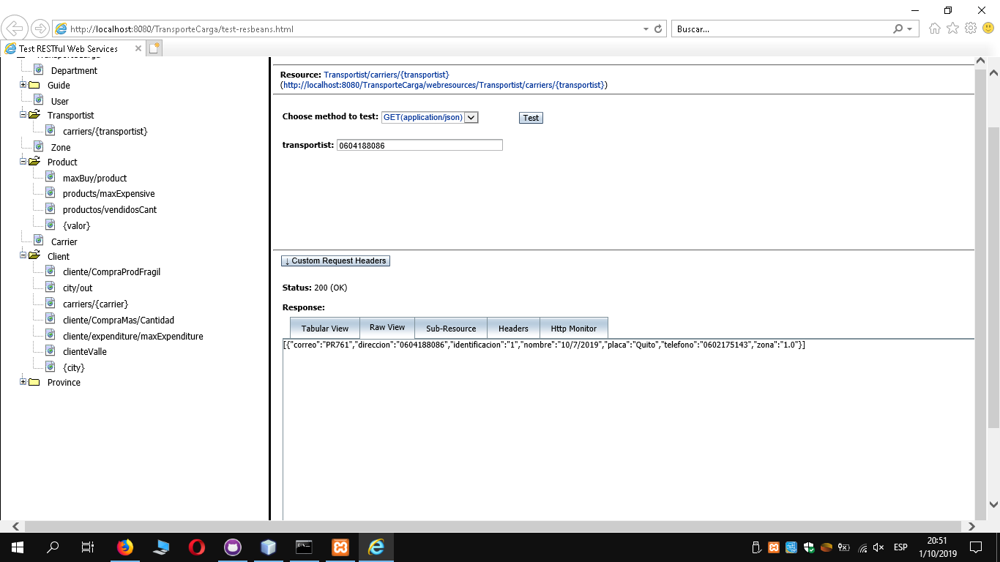 http://localhost:8080/TransporteCarga/test-resbeans.html
Buscar...
Test RESTful Web Services
Department
Guide
User
Transportist
carriers/{transportist}
Zone
Product
maxBuy/product
products/maxExpensive
productos/vendidosCant
{valor}
Carrier
Client
cliente/CompraProdFragil
city/out
carriers/{carrier}
cliente/CompraMas/Cantidad
cliente/expenditure/maxExpenditure
clienteValle
{city}
Province
Resource: Transportist/carriers/{transportist}
(http://localhost:8080/TransporteCarga/webresources/Transportist/carriers/{transportist})
Choose method to test: GET(application/json) Test
transportist: 0604188086
↓ Custom Request Headers
Status: 200 (OK)
Response:
Tabular View Raw View Sub-Resource Headers Http Monitor
[{"correo":"PR761","direccion":"0604188086","identificacion":"1","nombre":"10/7/2019","placa":"Quito","telefono":"0602175143","zona":"1.0"}]
ESP
20:51
1/10/2019